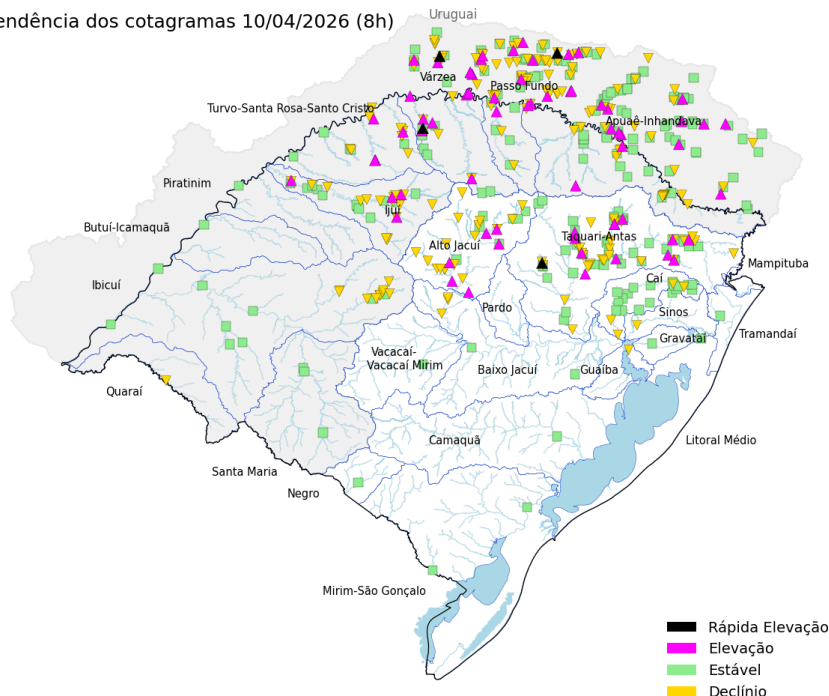 endência dos cotagramas 10/04/2026 (8h)
Uruguai
Várzea
Passo Fundo
Turvo-Santa Rosa-Santo Cristo
Apuaê-Inhandava
Piratinim
Ijuí
Butuí-Icamaquã
Taquari-Antas
Alto Jacuí
Mampituba
Ibicuí
Caí
Pardo
Sinos
Tramandaí
Gravataí
Vacacaí-
Vacacaí Mirim
Baixo Jacuí
Guaíba
Quaraí
Camaquã
Litoral Médio
Santa Maria
Negro
Mirim-São Gonçalo
Rápida Elevação
Elevação
Estável
Declínio